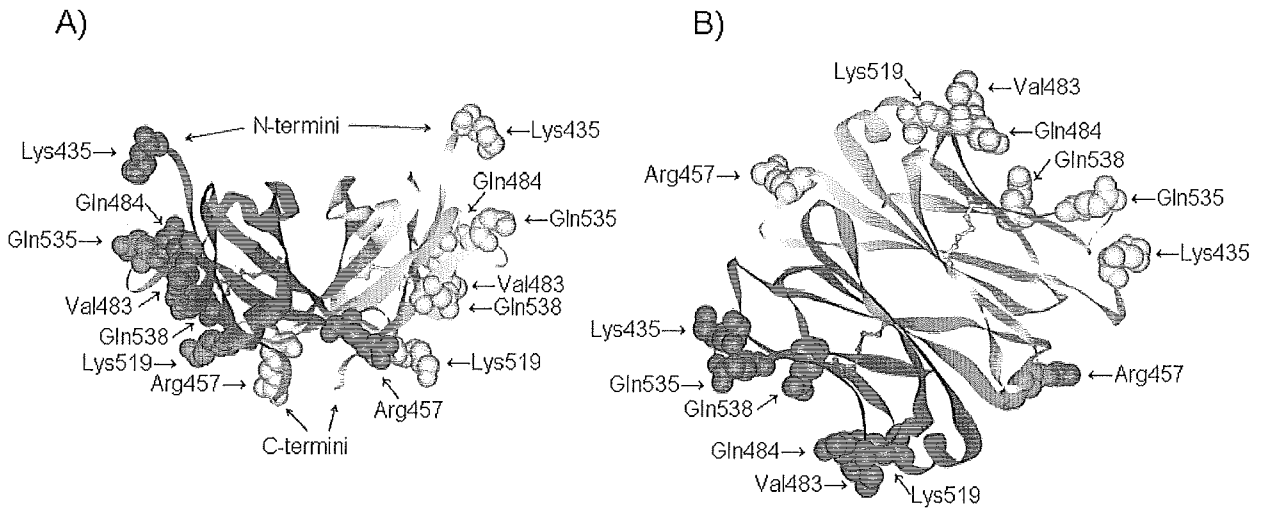 A)
N-termini
Lys435→
←Lys435
Gln484
Gln484
Gln535→
←Gln535
Val483
←Val483
Gln538
←Gln538
Lys519→
←Lys519
Arg457→
Arg457
C-termini
B)
Lys519
←Val483
←Gln484
Gln538
Arg457→
←Gln535
←Lys435
Lys435→
Gln535→
←Arg457
Gln538
Gln484→
Val483→
Lys519